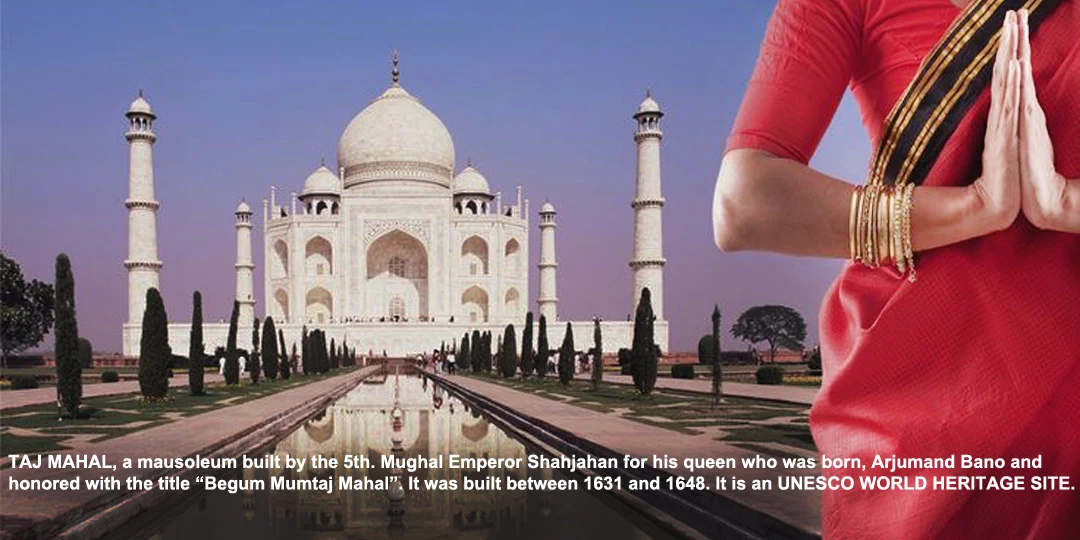 TAJ MAHAL, a mausoleum built by the 5th. Mughal Emperor Shahjahan for his queen who was born, Arjumand Bano and
honored with the title “Begum Mumtaj Mahal”. It was built between 1631 and 1648. It is an UNESCO WORLD HERITAGE SITE.